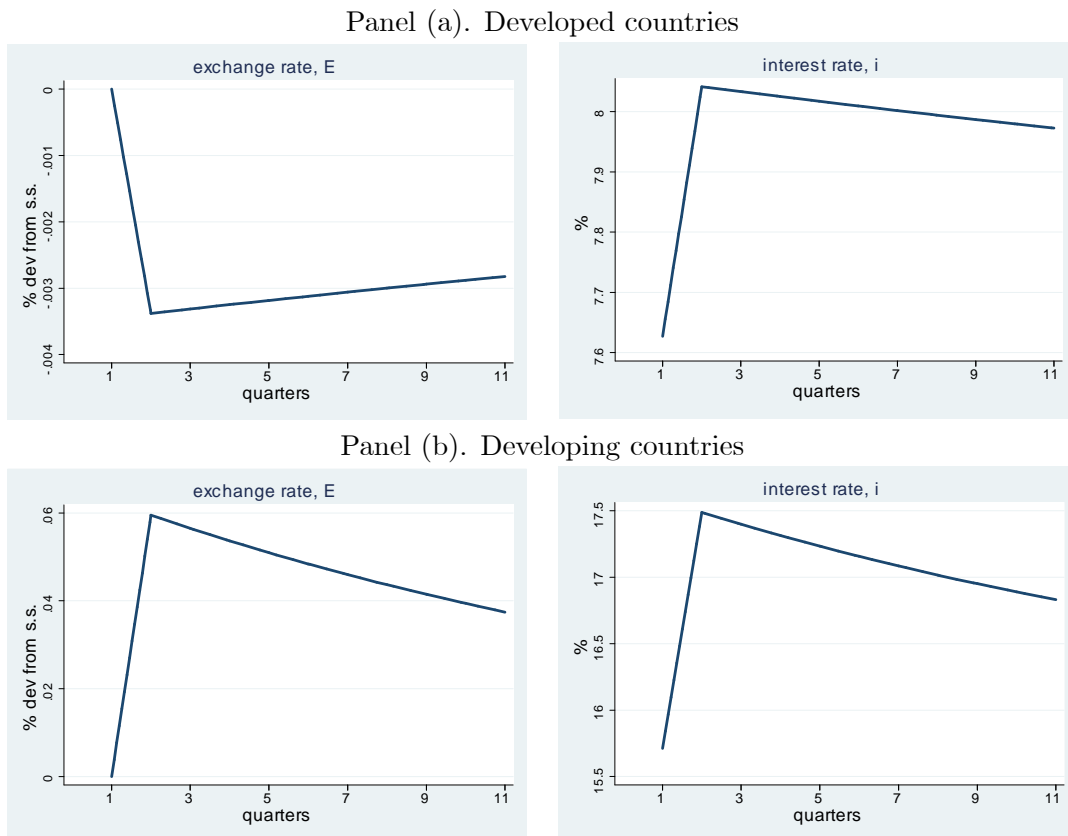 Panel (a). Developed countries
exchange rate, E
% dev from s.s.
0
-.001
-.002
-.003
-.004
1 3 5 7 9 11
quarters
interest rate, i
%
8
7.9
7.8
7.7
7.6
1 3 5 7 9 11
quarters
Panel (b). Developing countries
exchange rate, E
% dev from s.s.
.06
.04
.02
0
1 3 5 7 9 11
quarters
interest rate, i
%
17.5
17
16.5
16
15.5
1 3 5 7 9 11
quarters